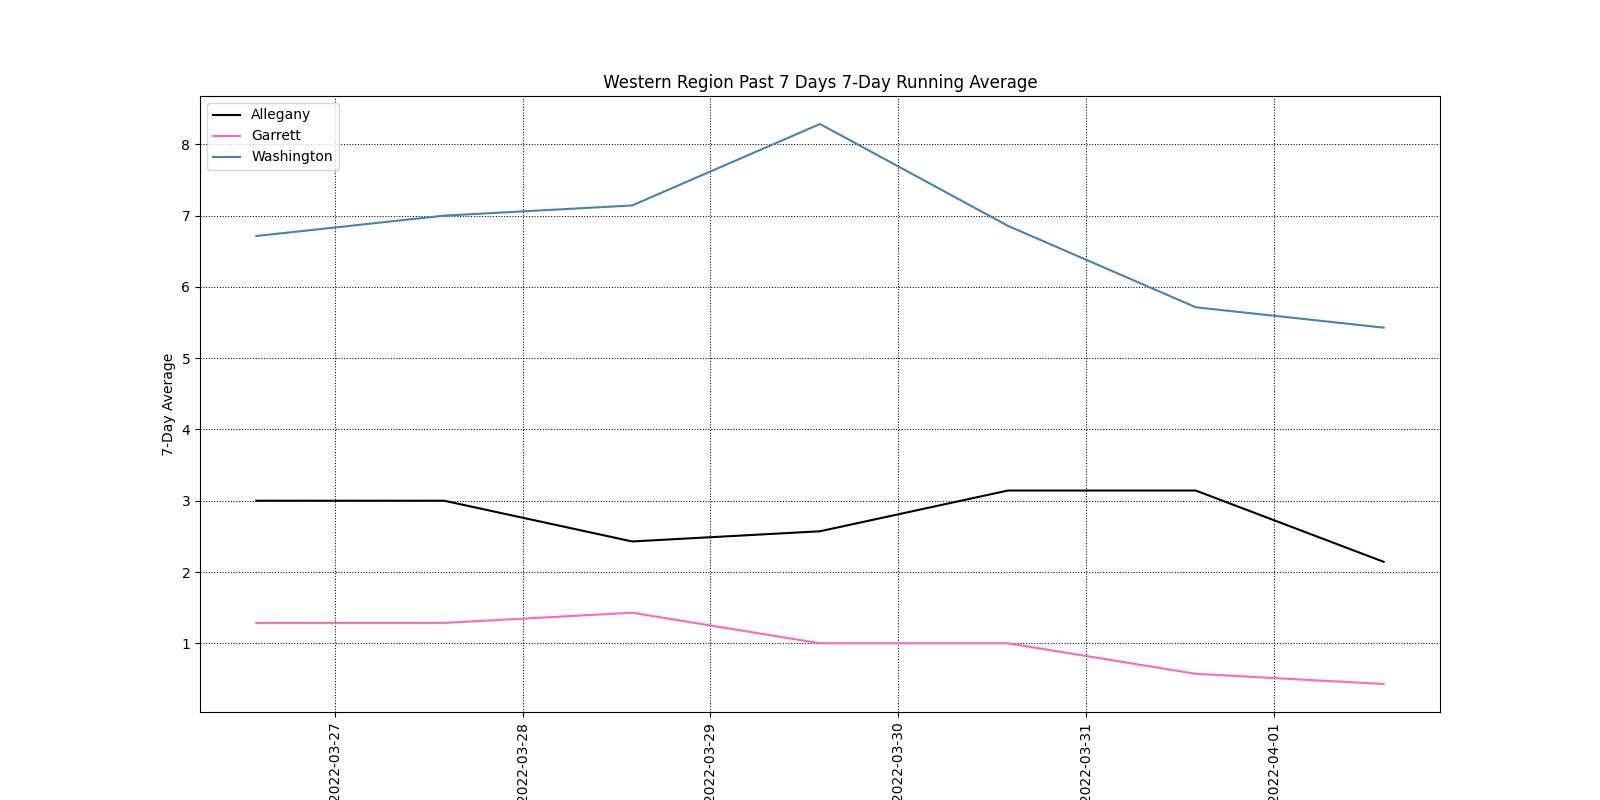 Western Region Past 7 Days 7-Day Running Average
Allegany
Garrett
Washington
7-Day Average
8
7
6
5
4
3
2
1
2022-03-27
2022-03-28
2022-03-29
2022-03-30
2022-03-31
2022-04-01